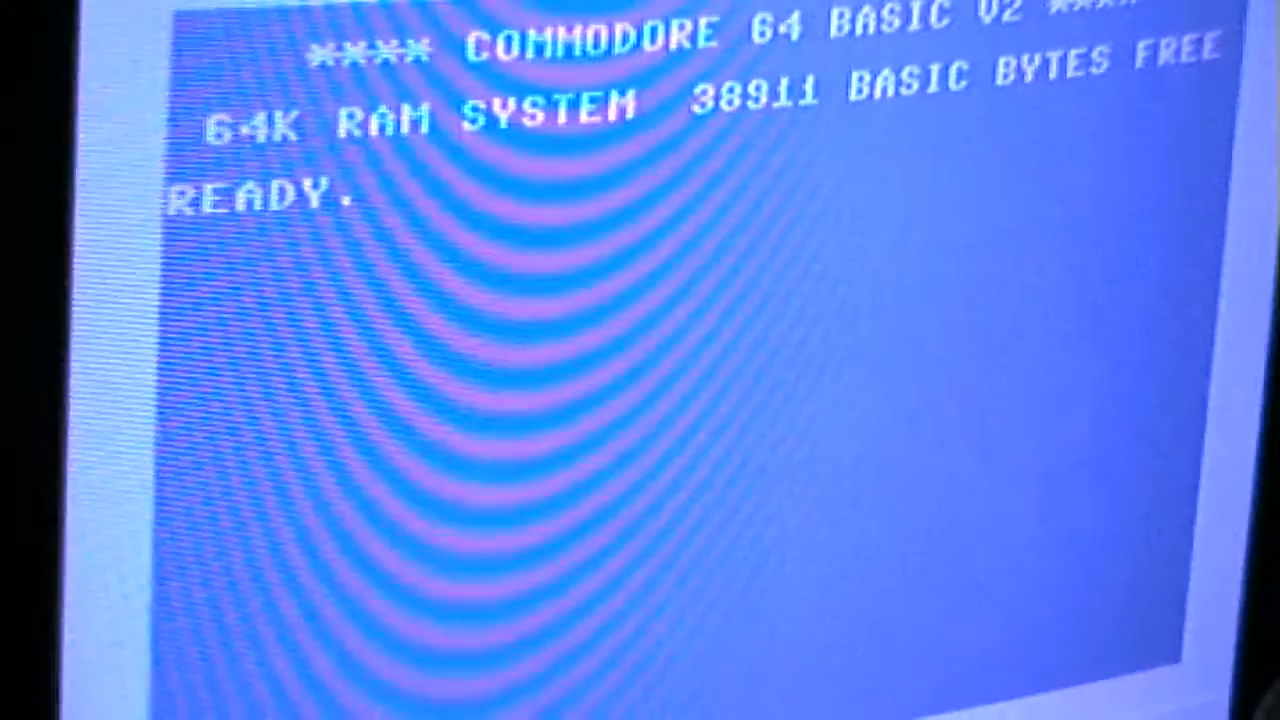 **** COMMODORE 64 BASIC V2 ****
64K RAM SYSTEM  38911 BASIC BYTES FREE
READY.